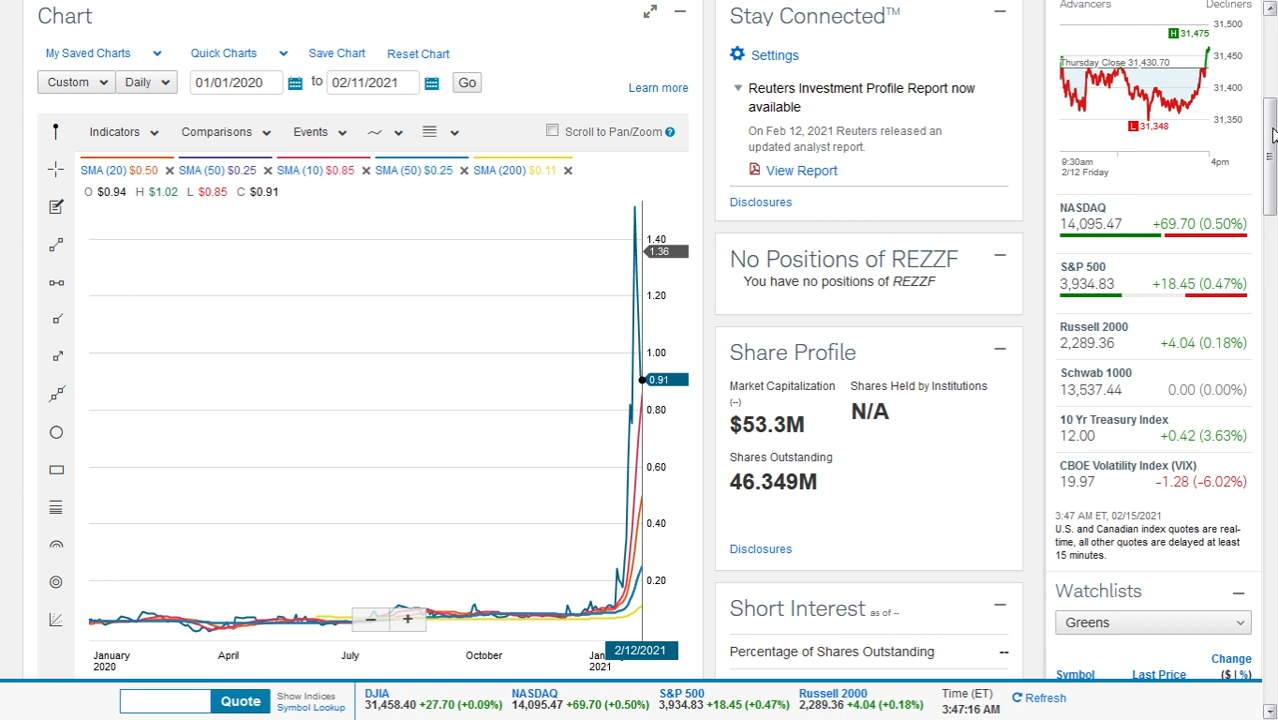 Chart
My Saved Charts
Quick Charts
Save Chart
Reset Chart
Custom
Daily
01/01/2020
to
02/11/2021
Go
Learn more
Indicators
Comparisons
Events
Scroll to Pan/Zoom
SMA (20) $0.50 SMA (50) $0.25 SMA (10) $0.85 SMA (50) $0.25 SMA (200) $0.11
O $0.94 H $1.02 L $0.85 C $0.91
1.40
1.36
1.20
1.00
0.91
0.80
0.60
0.40
0.20
2/12/2021
January
2020
April
July
October
2021
Stay Connected™
Settings
Reuters Investment Profile Report now
available
On Feb 12, 2021 Reuters released an
updated analyst report.
View Report
Disclosures
No Positions of REZZF
You have no positions of REZZF
Share Profile
Market Capitalization
(--)
$53.3M
Shares Held by Institutions
N/A
Shares Outstanding
46.349M
Disclosures
Short Interest as of --
Percentage of Shares Outstanding --
Advancers Decliners
31,500
H 31,475
31,450
Thursday Close 31,430.70
31,400
31,350
L 31,348
9:30am 4pm
2/12 Friday
NASDAQ
14,095.47 +69.70 (0.50%)
S&P 500
3,934.83 +18.45 (0.47%)
Russell 2000
2,289.36 +4.04 (0.18%)
Schwab 1000
13,537.44 0.00 (0.00%)
10 Yr Treasury Index
12.00 +0.42 (3.63%)
CBOE Volatility Index (VIX)
19.97 -1.28 (-6.02%)
3:47 AM ET, 02/15/2021
U.S. and Canadian index quotes are real-
time, all other quotes are delayed at least
15 minutes.
Watchlists
Greens
Change
Symbol Last Price ($ | %)
Quote
Show Indices
Symbol Lookup
DJIA
31,458.40 +27.70 (+0.09%)
NASDAQ
14,095.47 +69.70 (+0.50%)
S&P 500
3,934.83 +18.45 (+0.47%)
Russell 2000
2,289.36 +4.04 (+0.18%)
Time (ET)
3:47:16 AM
Refresh